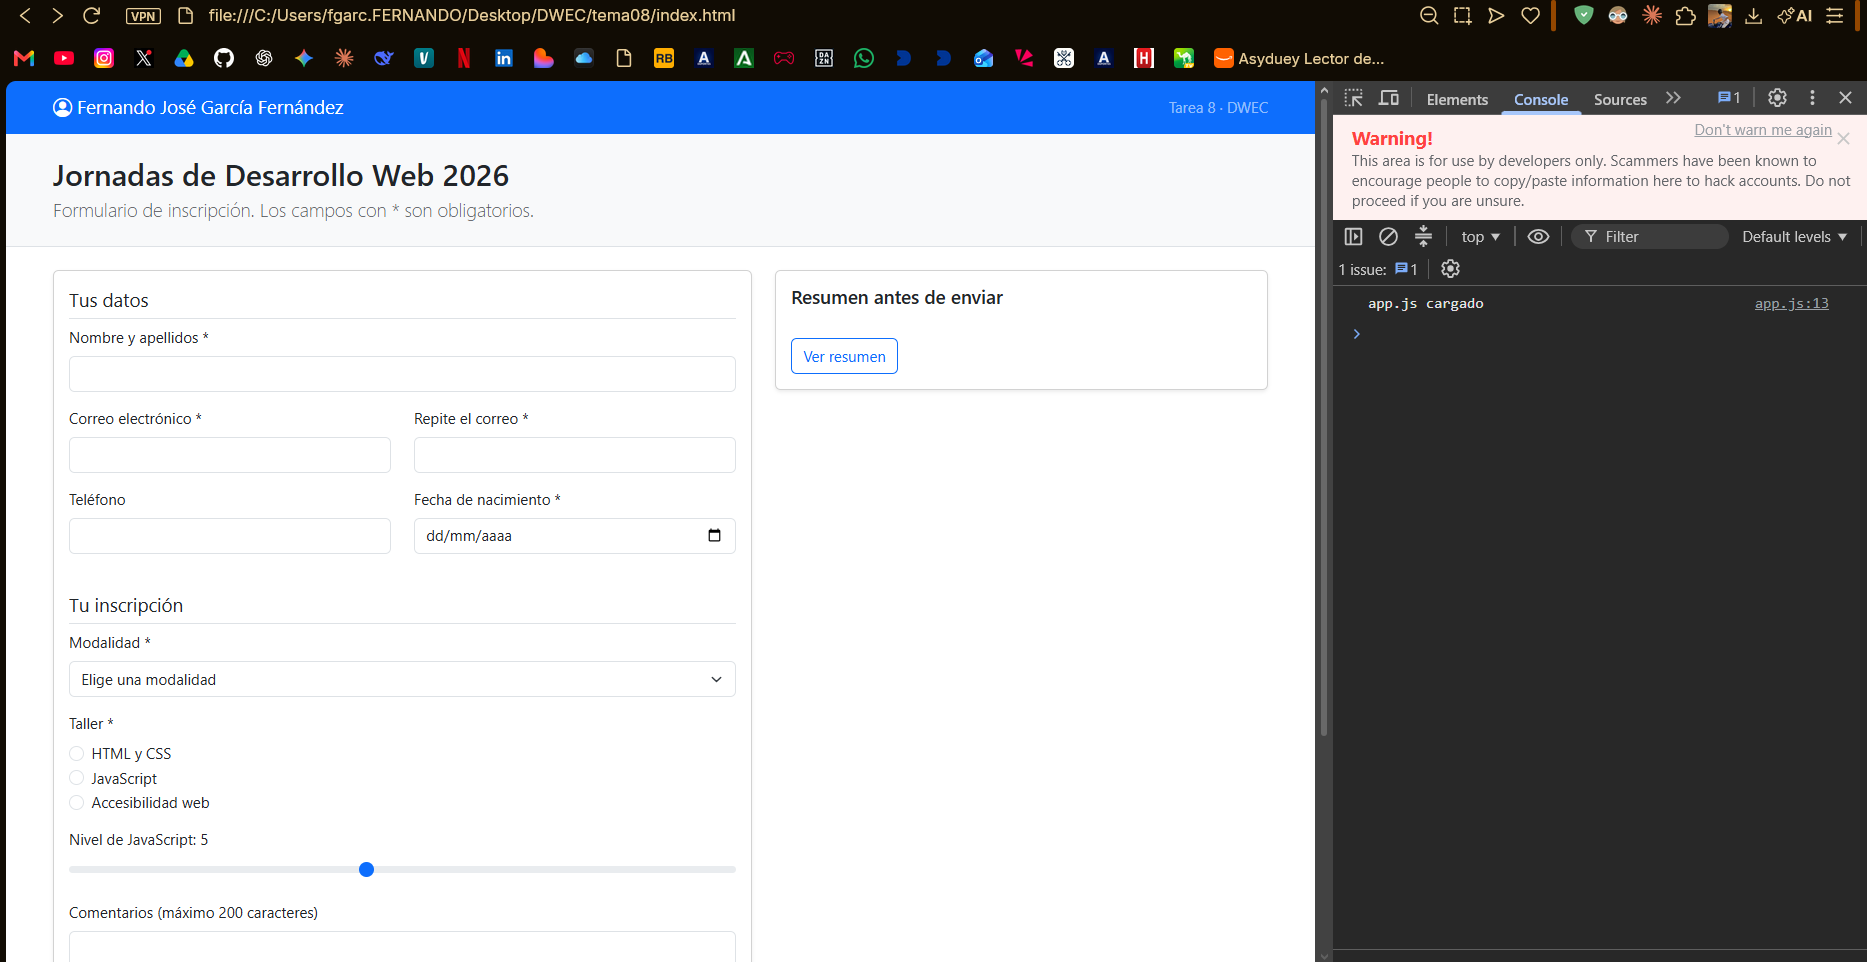 VPN
file:///C:/Users/fgarc.FERNANDO/Desktop/DWEC/tema08/index.html
AI
RB
DA
ZN
Asyduey Lector de...
Fernando José García Fernández
Tarea 8 · DWEC
Jornadas de Desarrollo Web 2026
Formulario de inscripción. Los campos con * son obligatorios.
Tus datos
Nombre y apellidos *
Correo electrónico *
Repite el correo *
Teléfono
Fecha de nacimiento *
dd/mm/aaaa
Tu inscripción
Modalidad *
Elige una modalidad
Taller *
HTML y CSS
JavaScript
Accesibilidad web
Nivel de JavaScript: 5
Comentarios (máximo 200 caracteres)
Resumen antes de enviar
Ver resumen
Elements
Console
Sources
1
Warning!
Don't warn me again
This area is for use by developers only. Scammers have been known to
encourage people to copy/paste information here to hack accounts. Do not
proceed if you are unsure.
top
Filter
Default levels
1 issue: 1
app.js cargado
app.js:13